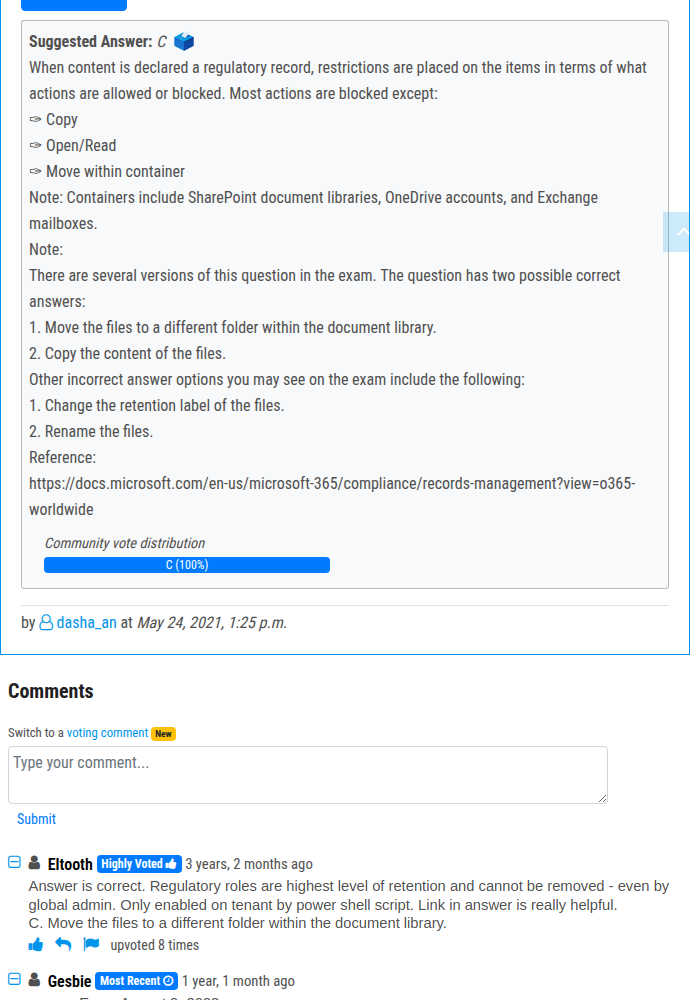 Suggested Answer: C
When content is declared a regulatory record, restrictions are placed on the items in terms of what
actions are allowed or blocked. Most actions are blocked except:
✑ Copy
✑ Open/Read
✑ Move within container
Note: Containers include SharePoint document libraries, OneDrive accounts, and Exchange
mailboxes.
Note:
There are several versions of this question in the exam. The question has two possible correct
answers:
1. Move the files to a different folder within the document library.
2. Copy the content of the files.
Other incorrect answer options you may see on the exam include the following:
1. Change the retention label of the files.
2. Rename the files.
Reference:
https://docs.microsoft.com/en-us/microsoft-365/compliance/records-management?view=o365-
worldwide
Community vote distribution
C (100%)
by dasha_an at May 24, 2021, 1:25 p.m.
Comments
Switch to a voting comment New
Type your comment...
Submit
Eltooth Highly Voted 3 years, 2 months ago
Answer is correct. Regulatory roles are highest level of retention and cannot be removed - even by
global admin. Only enabled on tenant by power shell script. Link in answer is really helpful.
C. Move the files to a different folder within the document library.
upvoted 8 times
Gesbie Most Recent 1 year, 1 month ago